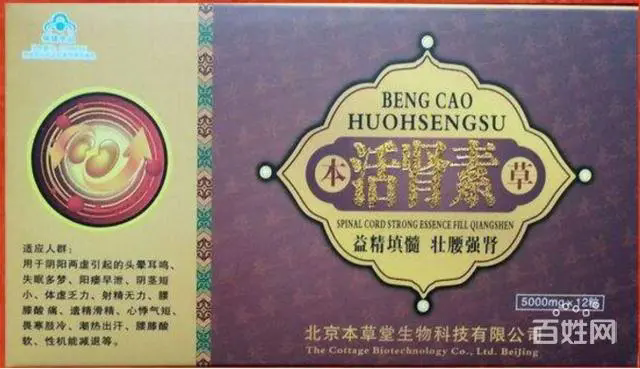 保健食品
适应人群:
用于阴阳两虚引起的头晕耳鸣、
失眠多梦、阳痿早泄、阴茎短
小、体虚乏力、射精无力、腰
膝酸痛、遗精滑精、心悸气短、
畏寒肢冷、潮热出汗、腰膝酸
软、性机能减退等。
BENG CAO
HUOHSENGSU
本 活肾素 草
SPINAL CORD STRONG ESSENCE FILL QIANGSHEN
益精填髓 壮腰强肾
5000mg×12粒
北京本草堂生物科技有限公司
The Cottage Biotechnology Co., Ltd. BeiJing
百姓网